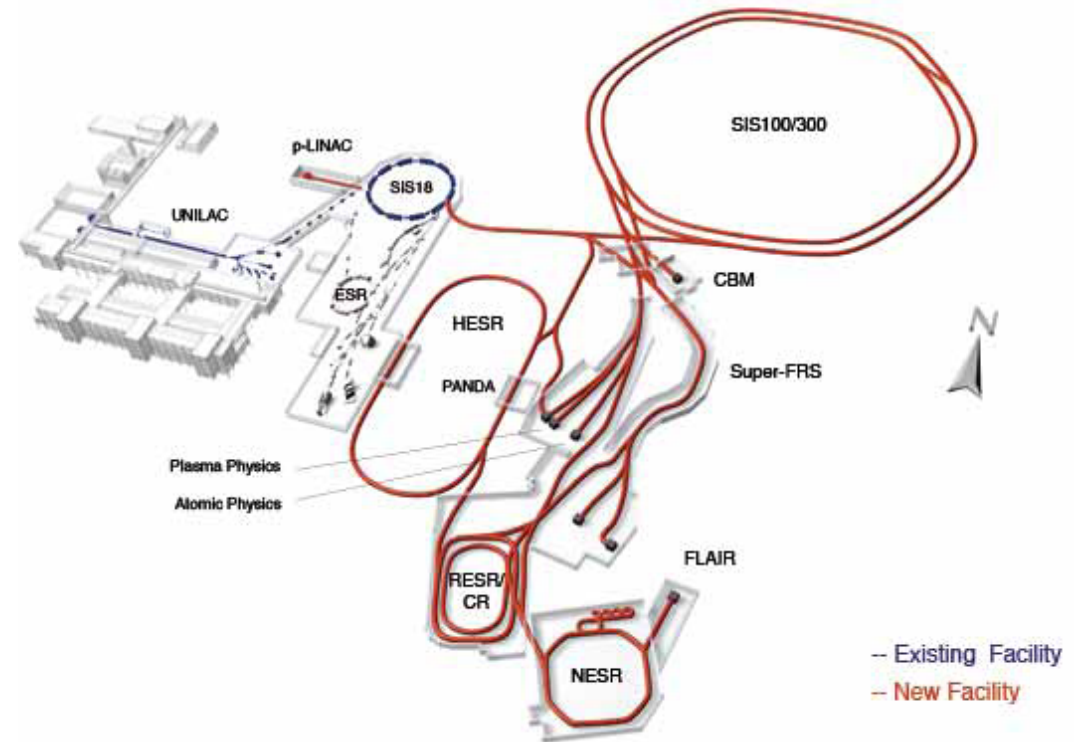 SIS100/300
p-LINAC
SIS18
UNILAC
CBM
ESR
HESR
N
Super-FRS
PANDA
Plasma Physics
Atomic Physics
FLAIR
RESR/
CR
NESR
-- Existing Facility
-- New Facility